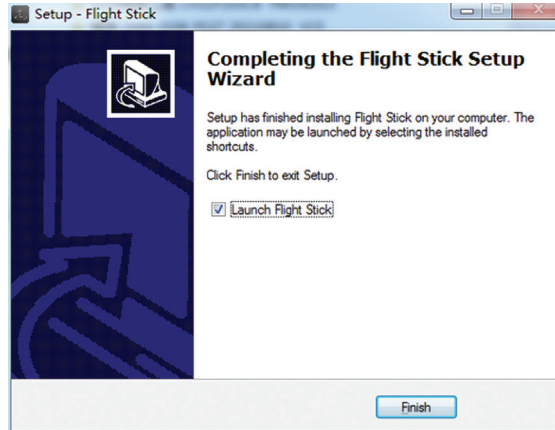 Setup - Flight Stick
Completing the Flight Stick Setup
Wizard
Setup has finished installing Flight Stick on your computer. The
application may be launched by selecting the installed
shortcuts.
Click Finish to exit Setup.
Launch Flight Stick
Finish